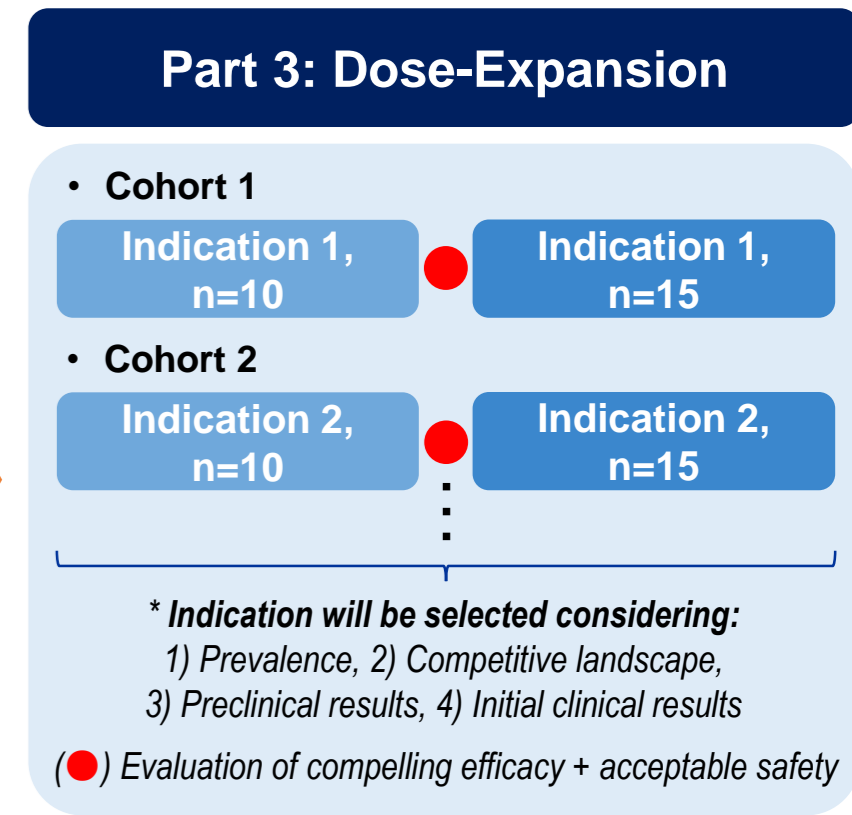 Part 3: Dose-Expansion
• Cohort 1
Indication 1,
n=10
Indication 1,
n=15
• Cohort 2
Indication 2,
n=10
Indication 2,
n=15
* Indication will be selected considering:
1) Prevalence, 2) Competitive landscape,
3) Preclinical results, 4) Initial clinical results
(●) Evaluation of compelling efficacy + acceptable safety